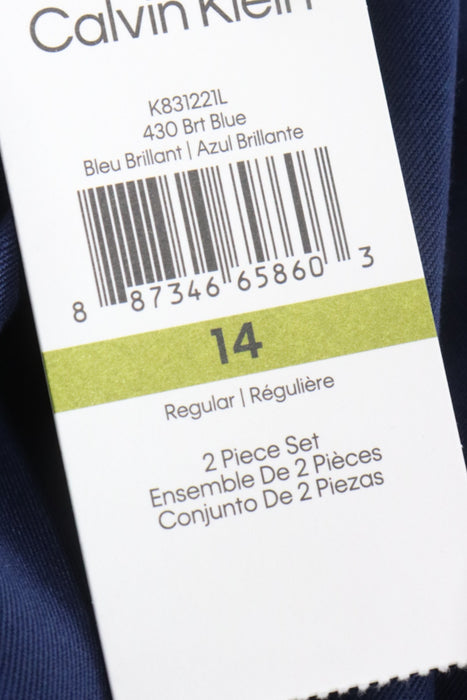 Calvin Klein
K831221L
430 Brt Blue
Bleu Brillant | Azul Brillante
8 87346 65860 3
14
Regular | Régulière
2 Piece Set
Ensemble De 2 Pièces
Conjunto De 2 Piezas